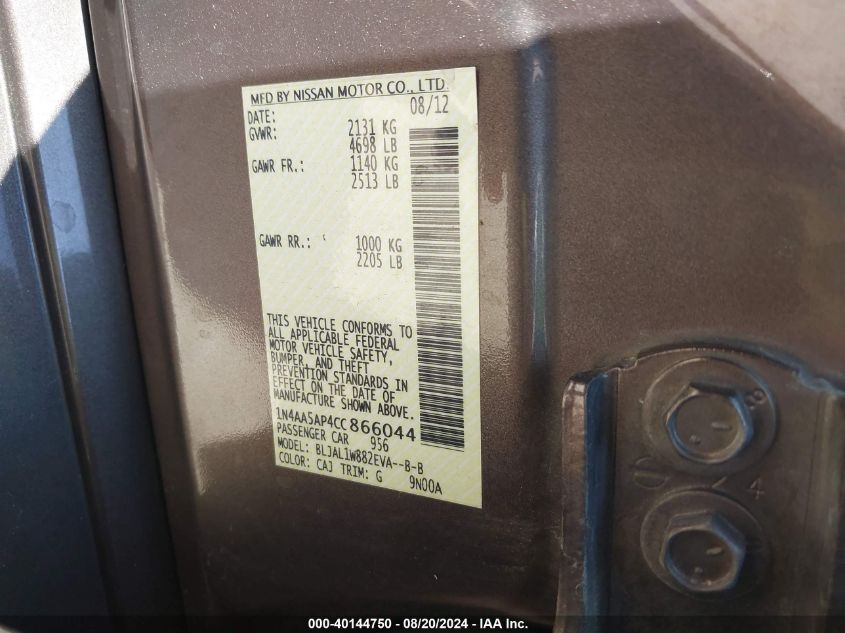 MFD BY NISSAN MOTOR CO., LTD.
DATE: 08/12
GVWR: 2131 KG
4698 LB
GAWR FR.: 1140 KG
2513 LB
GAWR RR.: 1000 KG
2205 LB
THIS VEHICLE CONFORMS TO
ALL APPLICABLE FEDERAL
MOTOR VEHICLE SAFETY,
BUMPER, AND THEFT
PREVENTION STANDARDS IN
EFFECT ON THE DATE OF
MANUFACTURE SHOWN ABOVE.
1N4AA5AP4CC866044
PASSENGER CAR 956
MODEL: BLJAL1W882EVA--B-B
COLOR: CAJ TRIM: G 9N00A
4
000-40144750 - 08/20/2024 - IAA Inc.